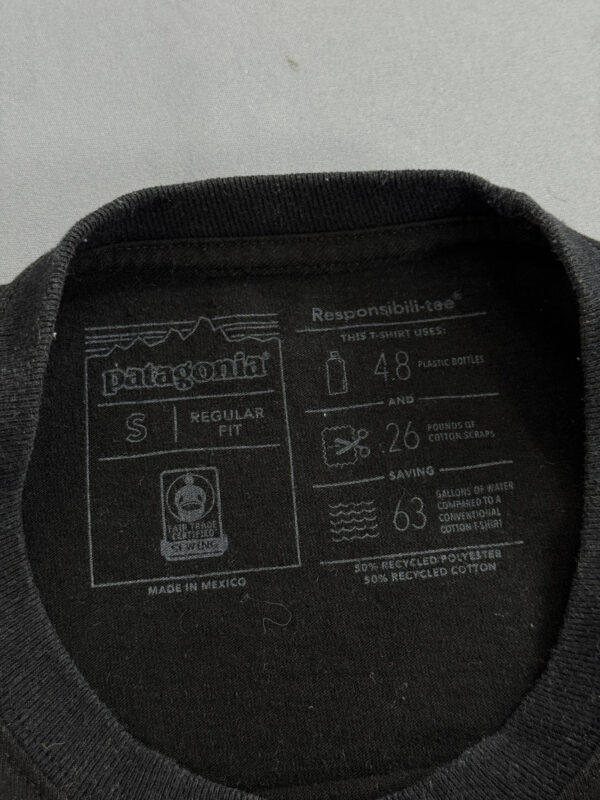 patagonia®
S
REGULAR
FIT
FAIR TRADE
CERTIFIED
SEWING
MADE IN MEXICO
Responsibili-tee®
THIS T-SHIRT USES:
4.8 PLASTIC BOTTLES
AND
.26
POUNDS OF
COTTON SCRAPS
SAVING
63
GALLONS OF WATER
COMPARED TO A
CONVENTIONAL
COTTON T-SHIRT
50% RECYCLED POLYESTER
50% RECYCLED COTTON